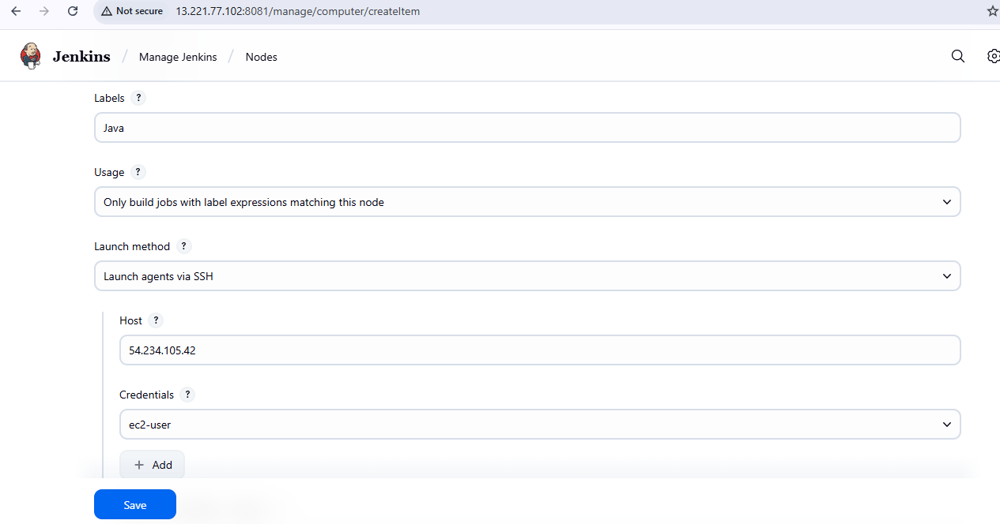 Not secure 13.221.77.102:8081/manage/computer/createItem
Jenkins / Manage Jenkins / Nodes
Labels ?
Java
Usage ?
Only build jobs with label expressions matching this node
Launch method ?
Launch agents via SSH
Host ?
54.234.105.42
Credentials ?
ec2-user
+ Add
Save